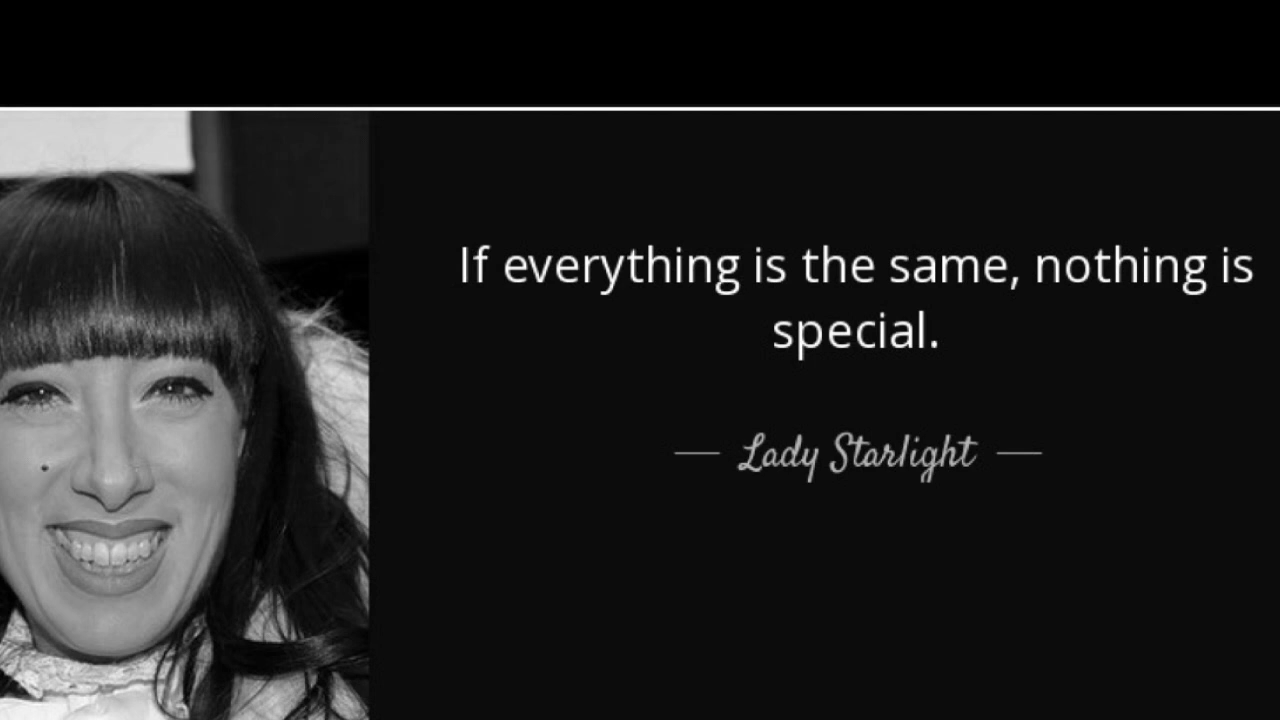 If everything is the same, nothing is
special.
— Lady Starlight —